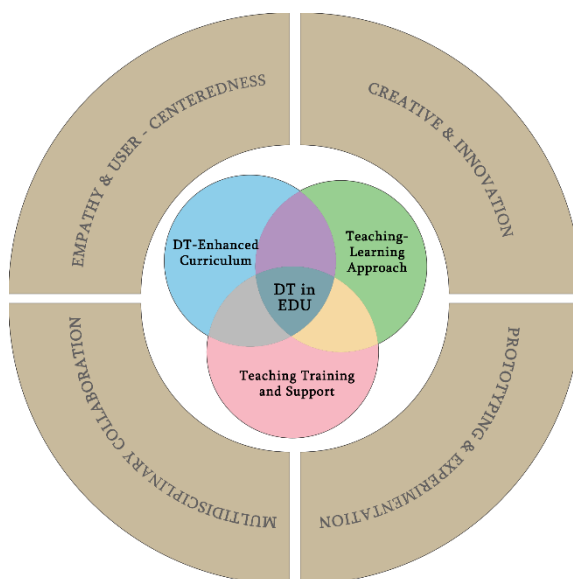 EMPATHY & USER - CENTEREDNESS
CREATIVE & INNOVATION
DT-Enhanced
Curriculum
Teaching-
Learning
Approach
DT in
EDU
Teaching Training
and Support
MULTIDISCIPLINARY COLLABORATION
PROTOTYPING & EXPERIMENTATION